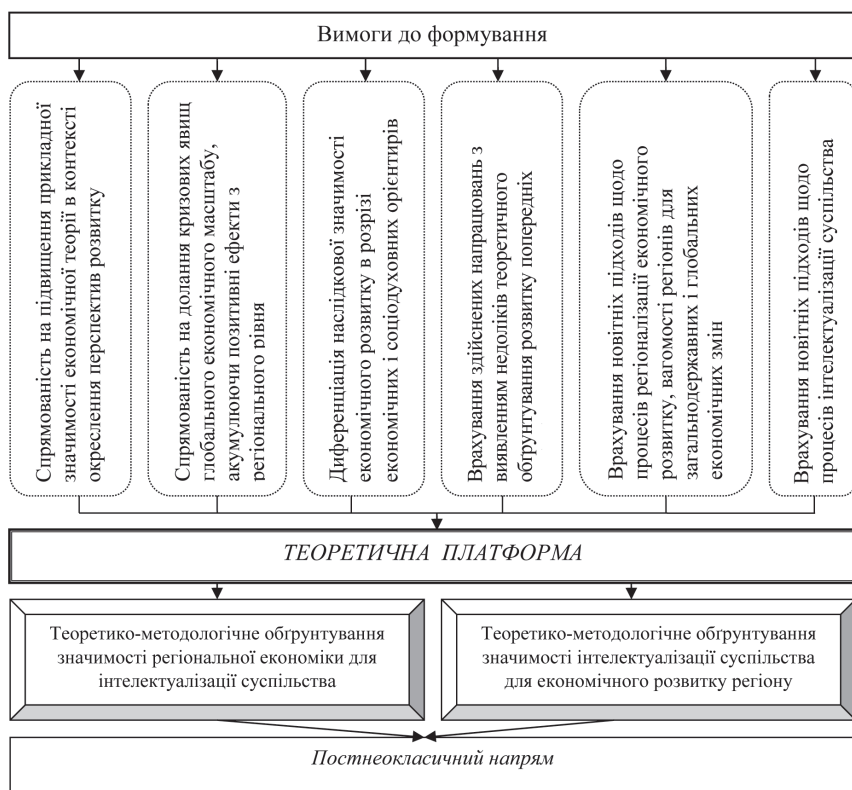 Вимоги до формування
Спрямованість на підвищення прикладної
значимості економічної теорії в контексті
окреслення перспектив розвитку
Спрямованість на долання кризових явищ
глобального економічного масштабу,
акумулюючи позитивні ефекти з
регіонального рівня
Диференціація наслідкової значимості
економічного розвитку в розрізі
економічних і соціодуховних орієнтирів
Врахування здійснених напрацювань з
виявленням недоліків теоретичного
обґрунтування розвитку попередніх
Врахування новітніх підходів щодо
процесів регіоналізації економічного
розвитку, вагомості регіонів для
загальнодержавних і глобальних
економічних змін
Врахування новітніх підходів щодо
процесів інтелектуалізації суспільства
ТЕОРЕТИЧНА ПЛАТФОРМА
Теоретико-методологічне обґрунтування
значимості регіональної економіки для
інтелектуалізації суспільства
Теоретико-методологічне обґрунтування
значимості інтелектуалізації суспільства
для економічного розвитку регіону
Постнеокласичний напрям